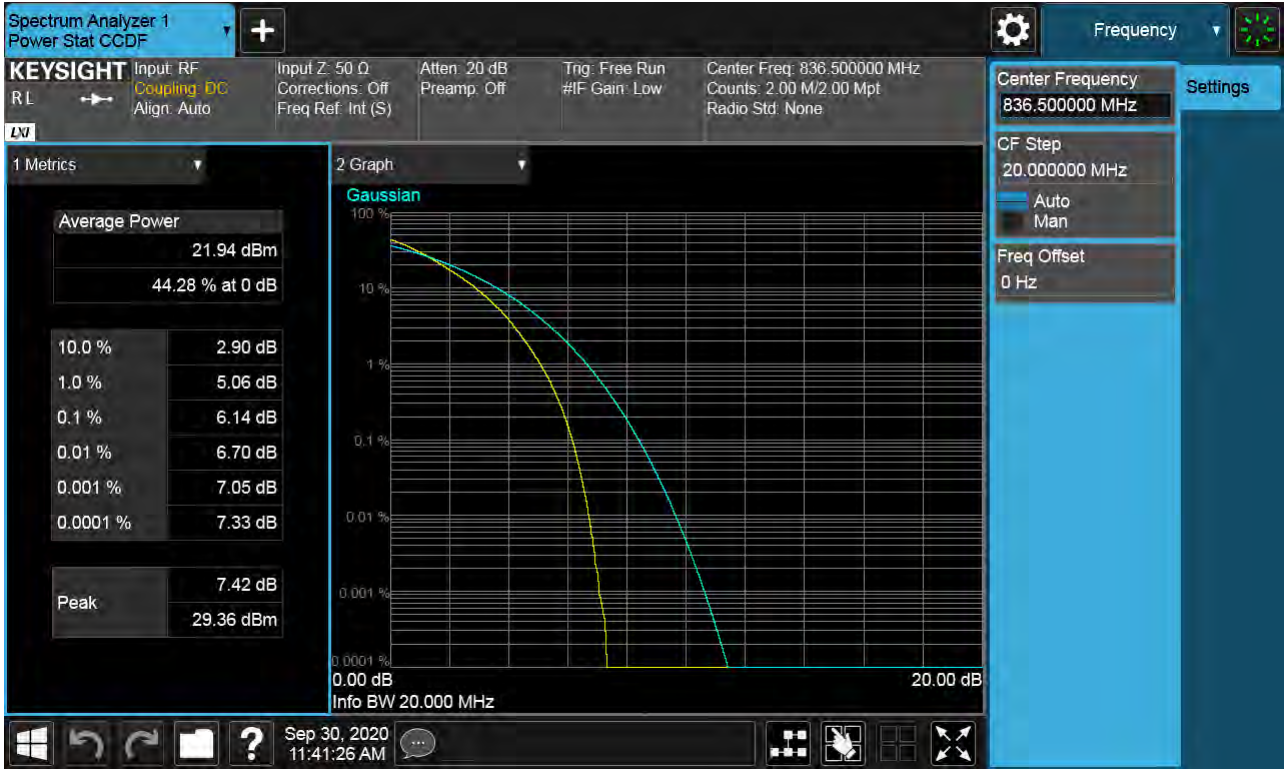 Spectrum Analyzer 1
Power Stat CCDF
Frequency
KEYSIGHT
RL
LXI
Input: RF
Coupling: DC
Align: Auto
Input Z: 50 Ω
Corrections: Off
Freq Ref: Int (S)
Atten: 20 dB
Preamp: Off
Trig: Free Run
#IF Gain: Low
Center Freq: 836.500000 MHz
Counts: 2.00 M/2.00 Mpt
Radio Std: None
Center Frequency
836.500000 MHz
Settings
CF Step
20.000000 MHz
Auto
Man
Freq Offset
0 Hz
1 Metrics
Average Power
21.94 dBm
44.28 % at 0 dB
10.0 % 2.90 dB
1.0 % 5.06 dB
0.1 % 6.14 dB
0.01 % 6.70 dB
0.001 % 7.05 dB
0.0001 % 7.33 dB
Peak
7.42 dB
29.36 dBm
2 Graph
Gaussian
100 %
10 %
1 %
0.1 %
0.01 %
0.001 %
0.0001 %
0.00 dB 20.00 dB
Info BW 20.000 MHz
?
Sep 30, 2020
11:41:26 AM